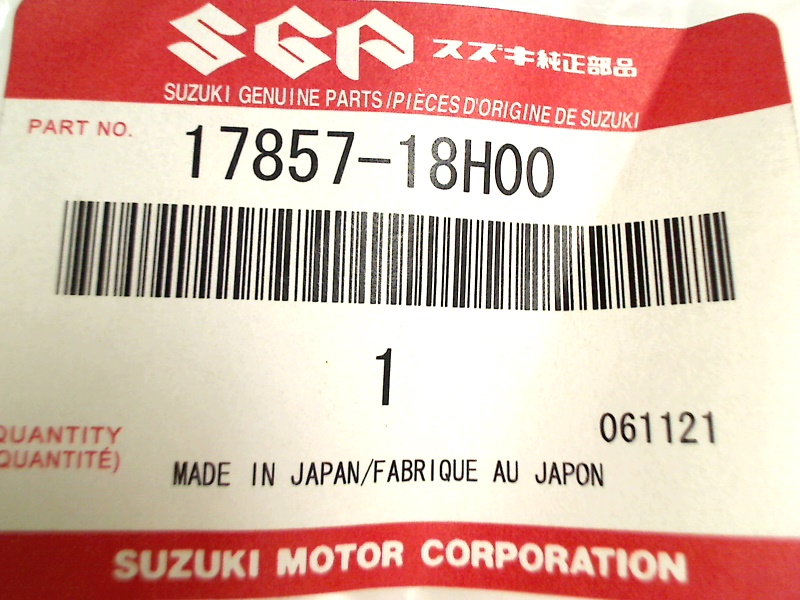 SGP スズキ純正部品
SUZUKI GENUINE PARTS/PIÈCES D'ORIGINE DE SUZUKI
PART NO. 17857-18H00
1
QUANTITY 061121
QUANTITÉ)
MADE IN JAPAN/FABRIQUE AU JAPON
SUZUKI MOTOR CORPORATION